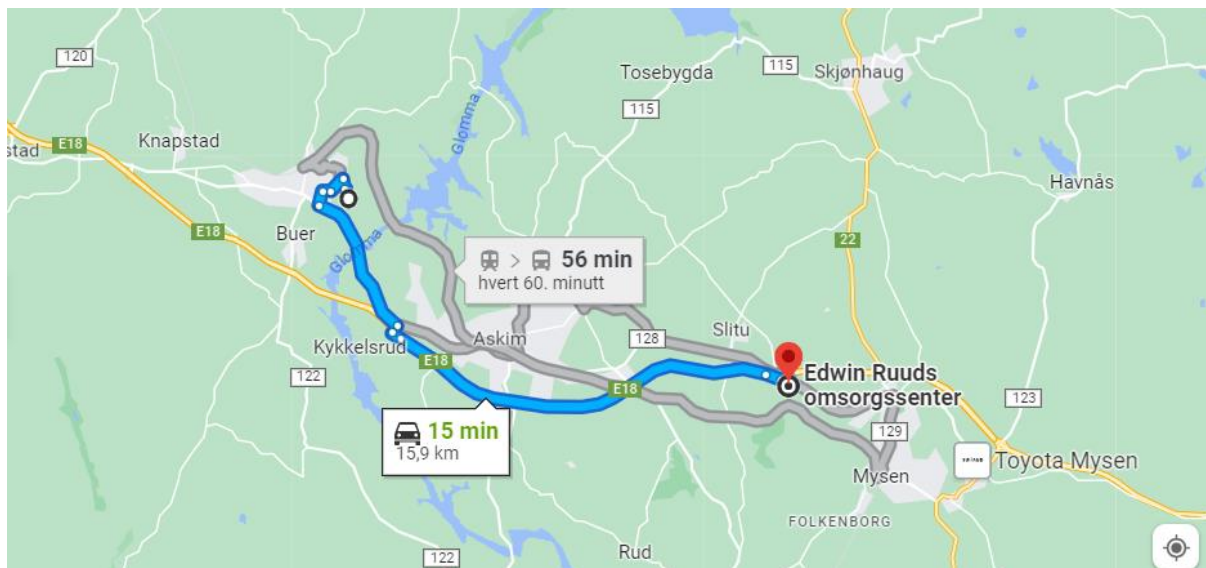 120
Tosebygda
115
Skjønhaug
115
Glomma
Knapstad
E18
stad
Havnås
Buer
E18
22
Glomma
56 min
hvert 60. minutt
Slitu
Askim
128
Kykkelsrud
E18
E18
Edwin Ruuds
omsorgssenter
122
123
15 min
15,9 km
129
Toyota Mysen
Mysen
FOLKENBORG
Rud
122